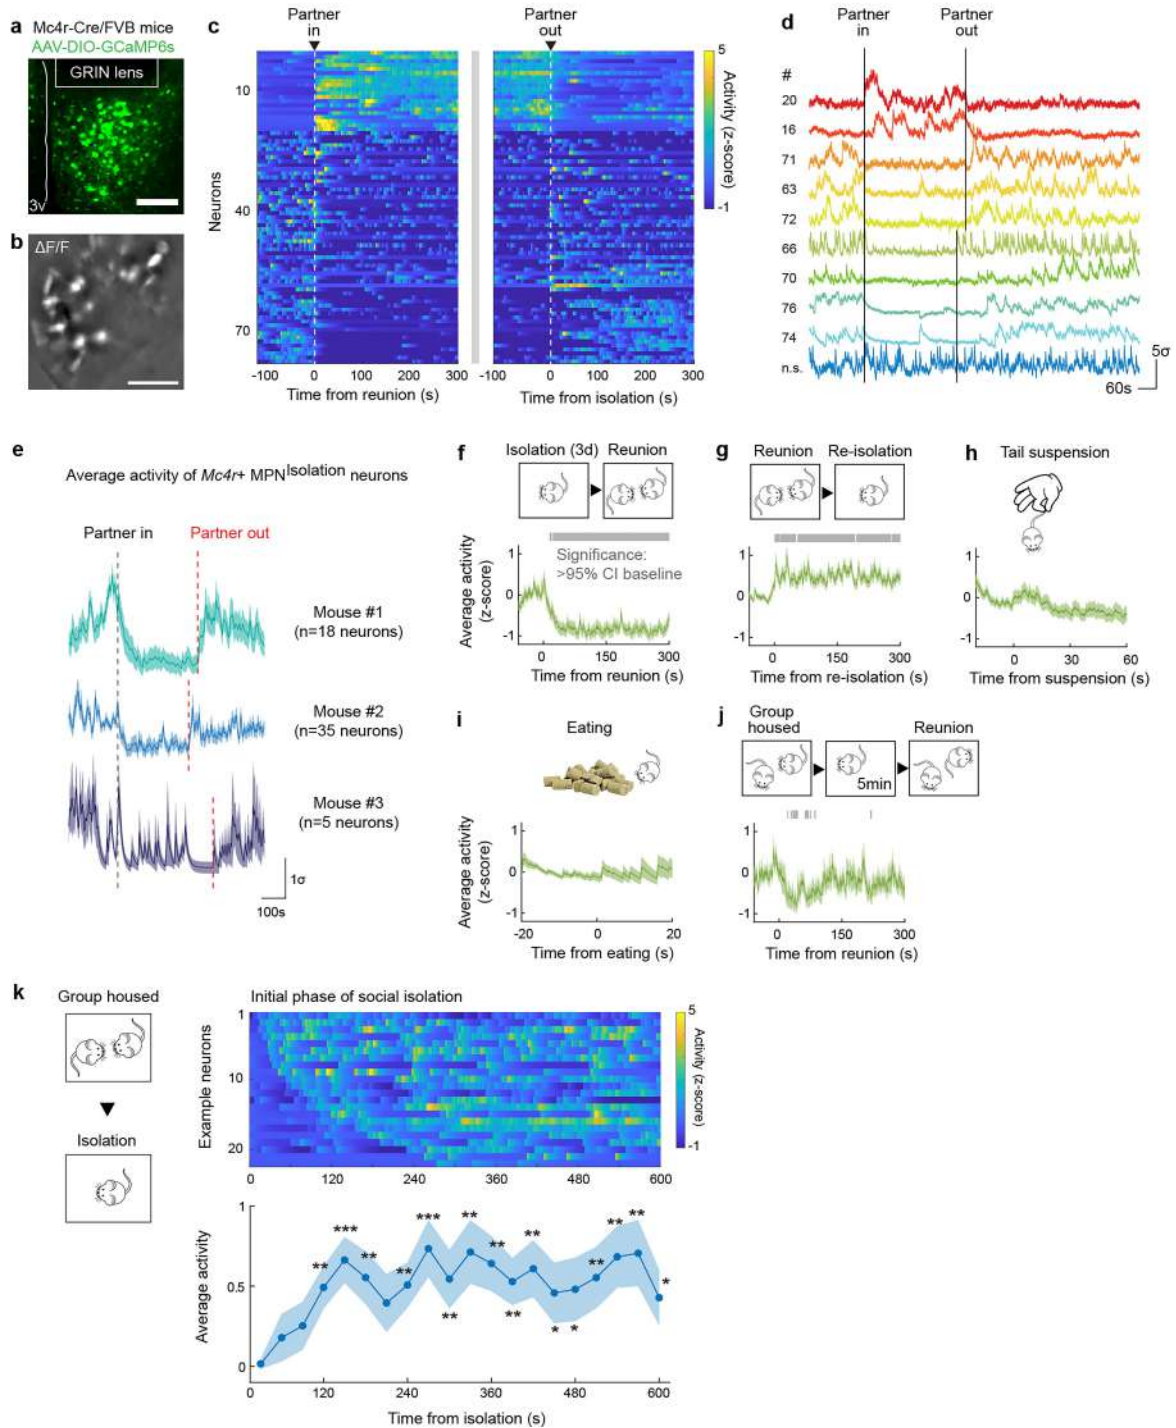 a
Mc4r-Cre/FVB mice
AAV-DIO-GCaMP6s
GRIN lens
3v
b
ΔF/F
c
Partner
in
Partner
out
Neurons
10
40
70
-100
0
100
200
300
Time from reunion (s)
-100
0
100
200
300
Time from isolation (s)
5
-1
Activity (z-score)
d
Partner
in
Partner
out
#
20
16
71
63
72
66
70
76
74
n.s.
5σ
60s
e
Average activity of Mc4r+ MPNIsolation neurons
Partner in
Partner out
Mouse #1
(n=18 neurons)
Mouse #2
(n=35 neurons)
Mouse #3
(n=5 neurons)
1σ
100s
f
Isolation (3d)
Reunion
Significance:
>95% CI baseline
Average activity
(z-score)
1
0
-1
0
150
300
Time from reunion (s)
g
Reunion
Re-isolation
1
0
-1
0
150
300
Time from re-isolation (s)
h
Tail suspension
1
0
-1
0
30
60
Time from suspension (s)
i
Eating
Average activity
(z-score)
1
0
-1
-20
0
20
Time from eating (s)
j
Group
housed
Reunion
5min
1
0
-1
0
150
300
Time from reunion (s)
k
Group housed
Isolation
Initial phase of social isolation
Example neurons
1
10
20
0
120
240
360
480
600
5
-1
Activity (z-score)
Average activity
1
0.5
0
** *** ** ** *** ** ** ** ** ** * * ** ** ** *
0
120
240
360
480
600
Time from isolation (s)